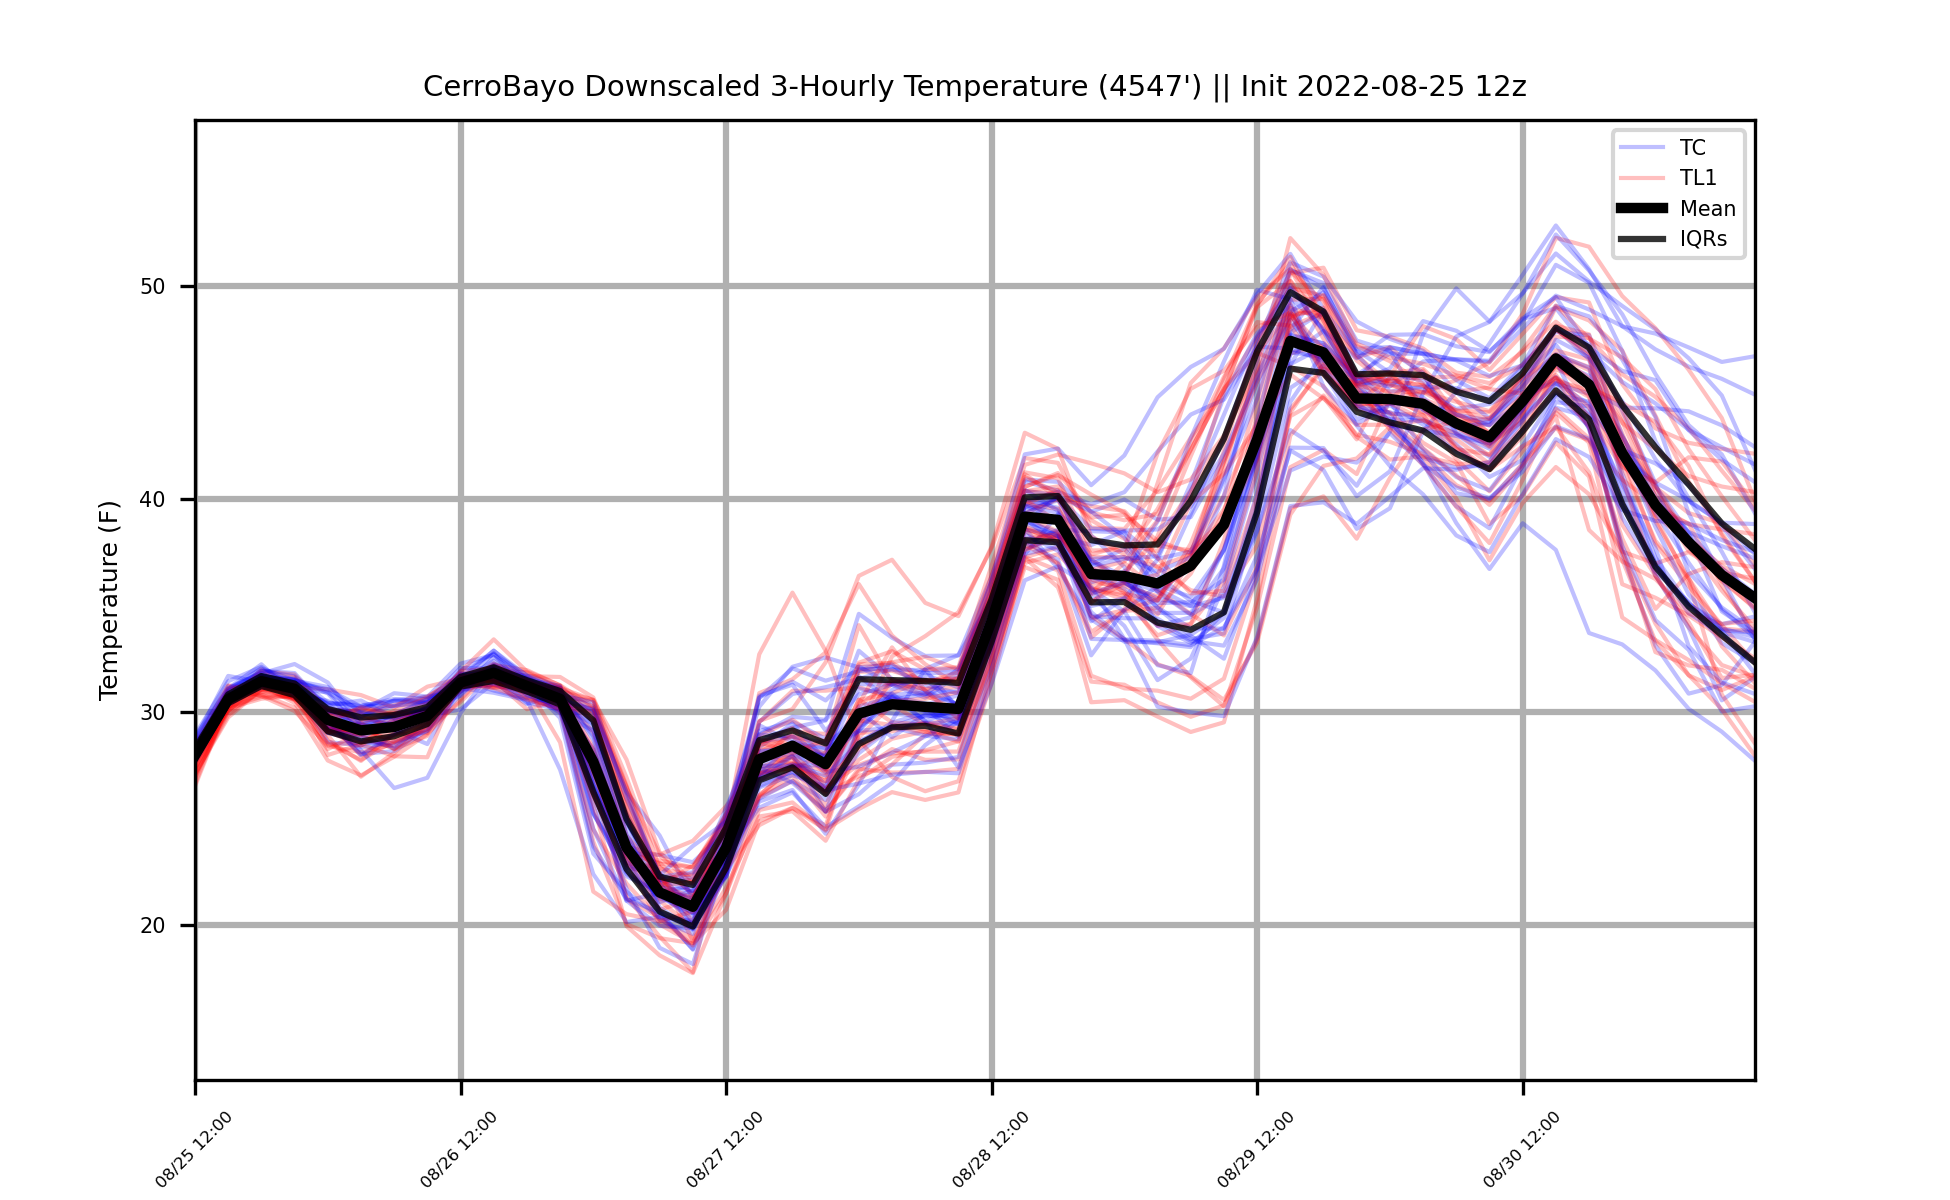 CerroBayo Downscaled 3-Hourly Temperature (4547') || Init 2022-08-25 12z
TC
TL1
Mean
IQRs
Temperature (F)
50
40
30
20
08/25 12:00
08/26 12:00
08/27 12:00
08/28 12:00
08/29 12:00
08/30 12:00